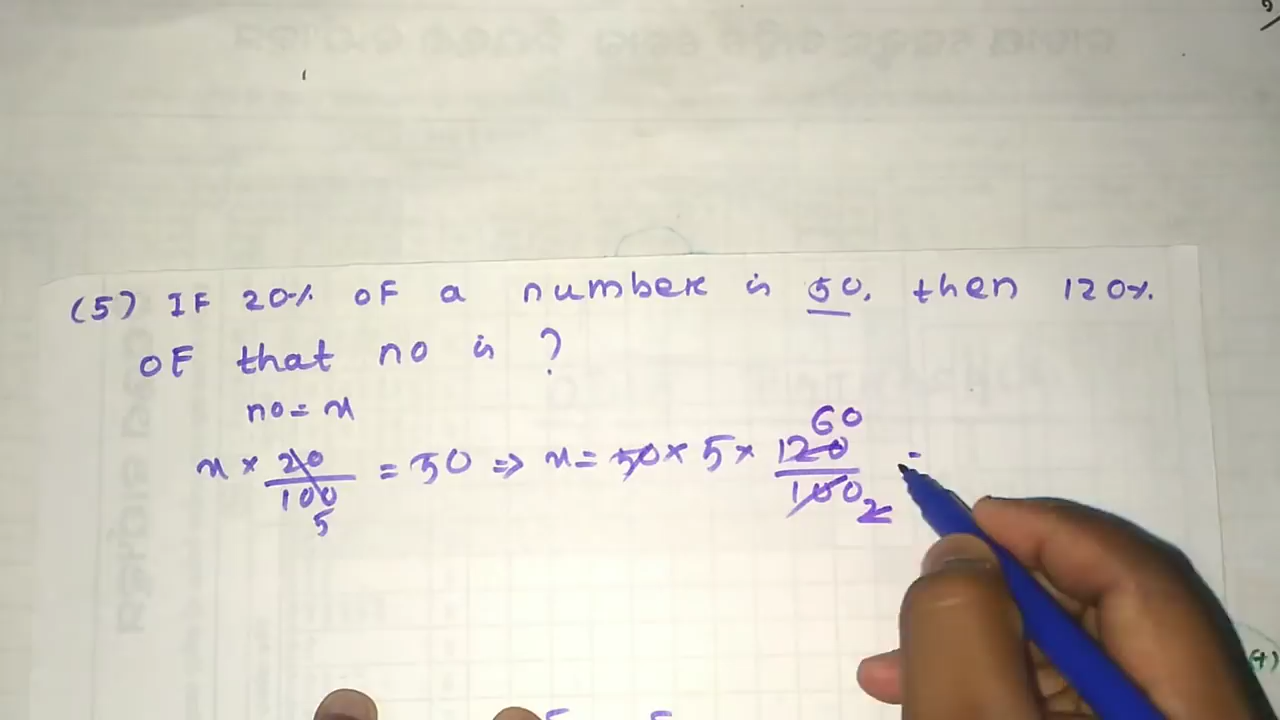 (5) IF 20% OF a number is 50, then 120%
OF that no is ?
no = x
x × 20/100 = 50 ⇒ x = 50 × 5 × 120/100 =
60
5
2
(4)